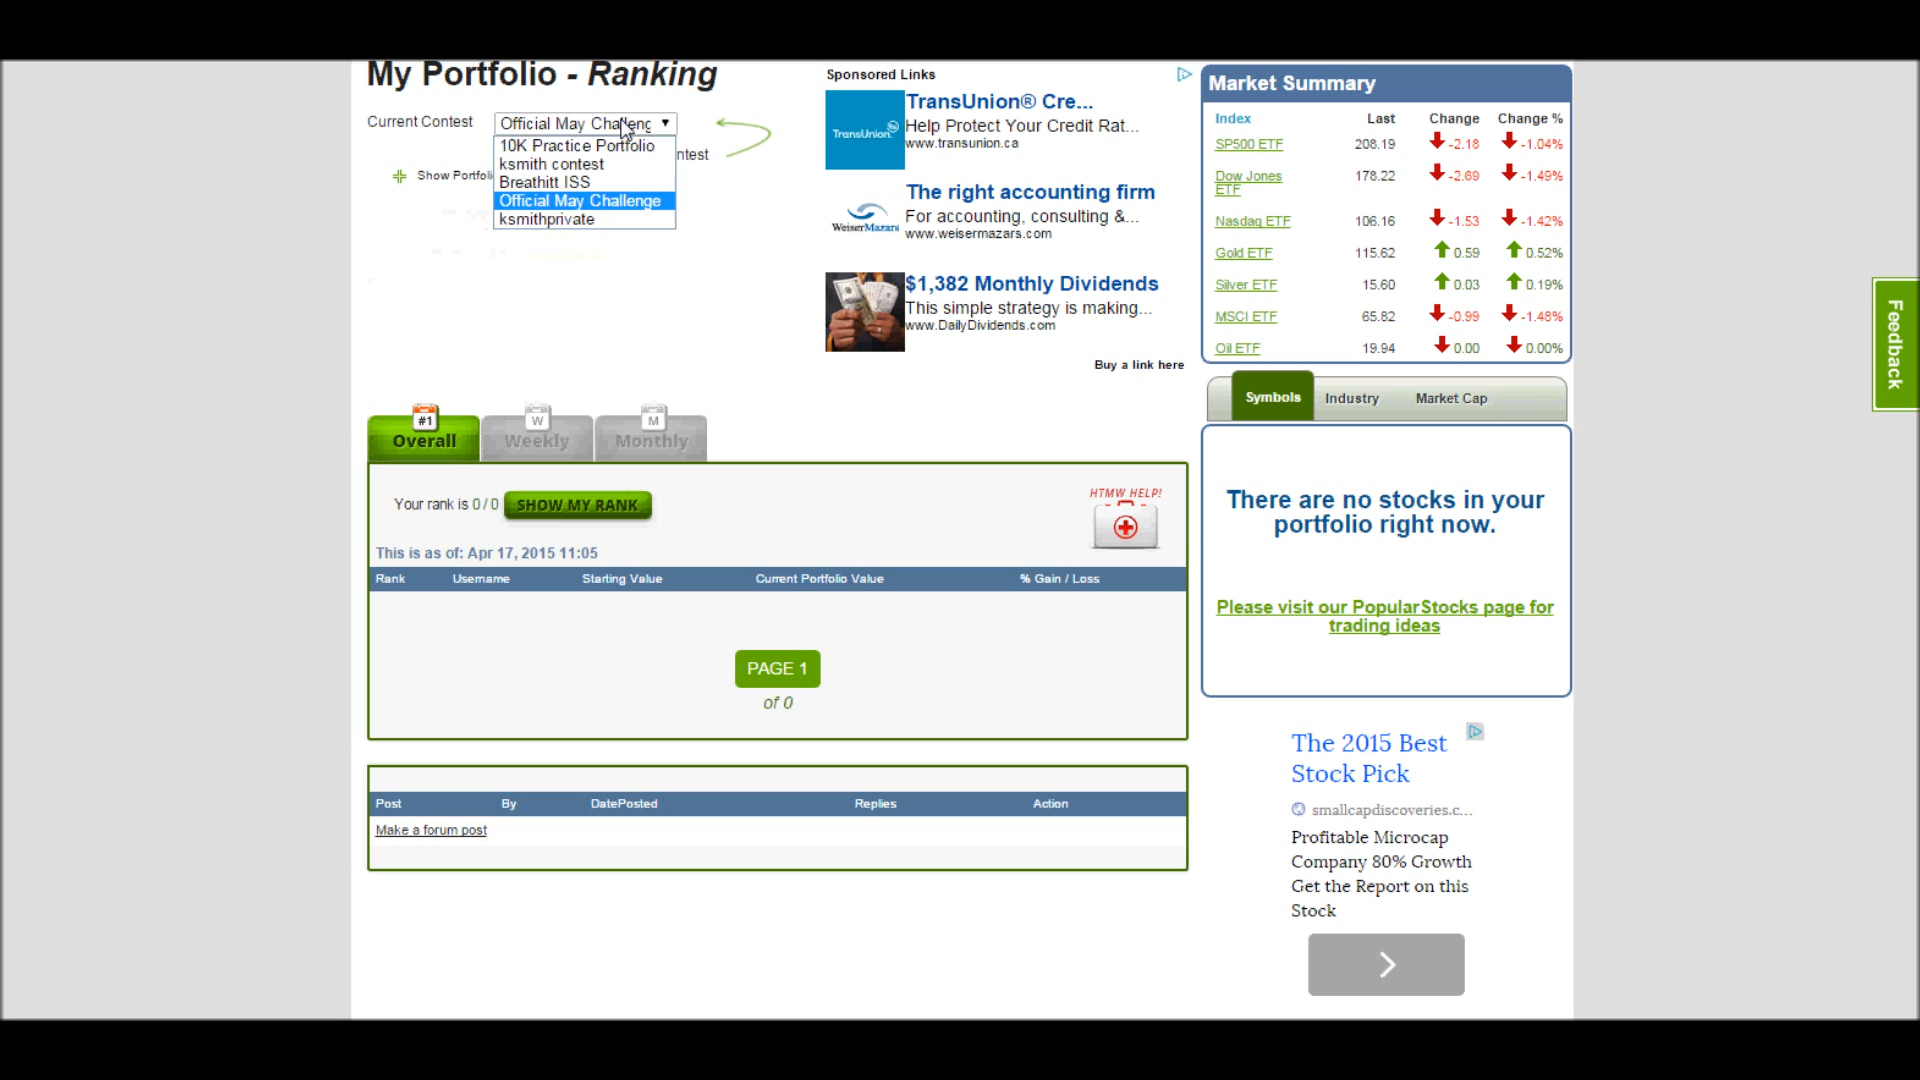 My Portfolio - Ranking
Current Contest
Official May Challeng
10K Practice Portfolio
ksmith contest
Breathitt ISS
Official May Challenge
ksmithprivate
ntest
Show Portfoli
Sponsored Links
TransUnion
TransUnion® Cre...
Help Protect Your Credit Rat...
www.transunion.ca
WeiserMazars
The right accounting firm
For accounting, consulting &...
www.weisermazars.com
$1,382 Monthly Dividends
This simple strategy is making...
www.DailyDividends.com
Buy a link here
Market Summary
Index Last Change Change %
SP500 ETF 208.19 -2.18 -1.04%
Dow Jones ETF 178.22 -2.69 -1.49%
Nasdaq ETF 106.16 -1.53 -1.42%
Gold ETF 115.62 0.59 0.52%
Silver ETF 15.60 0.03 0.19%
MSCI ETF 65.82 -0.99 -1.48%
Oil ETF 19.94 0.00 0.00%
Feedback
Symbols Industry Market Cap
There are no stocks in your
portfolio right now.
Please visit our PopularStocks page for
trading ideas
#1 W M
Overall Weekly Monthly
Your rank is 0 / 0 SHOW MY RANK
HTMW HELP!
This is as of: Apr 17, 2015 11:05
Rank Username Starting Value Current Portfolio Value % Gain / Loss
PAGE 1
of 0
Post By DatePosted Replies Action
Make a forum post
The 2015 Best
Stock Pick
smallcapdiscoveries.c...
Profitable Microcap
Company 80% Growth
Get the Report on this
Stock